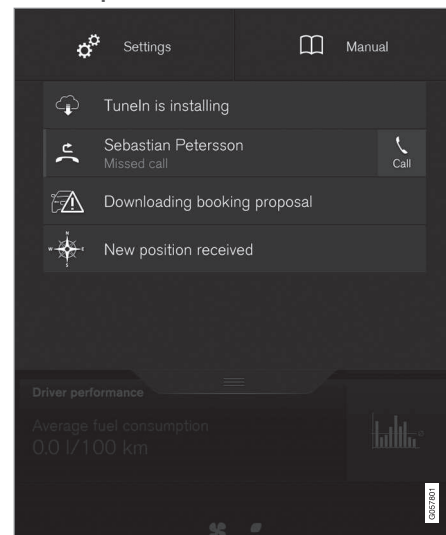 Settings
Manual
TuneIn is installing
Sebastian Petersson
Missed call
Call
Downloading booking proposal
N
W
E
S
New position received
Driver performance
Average fuel consumption
0.0 l/100 km
G057801